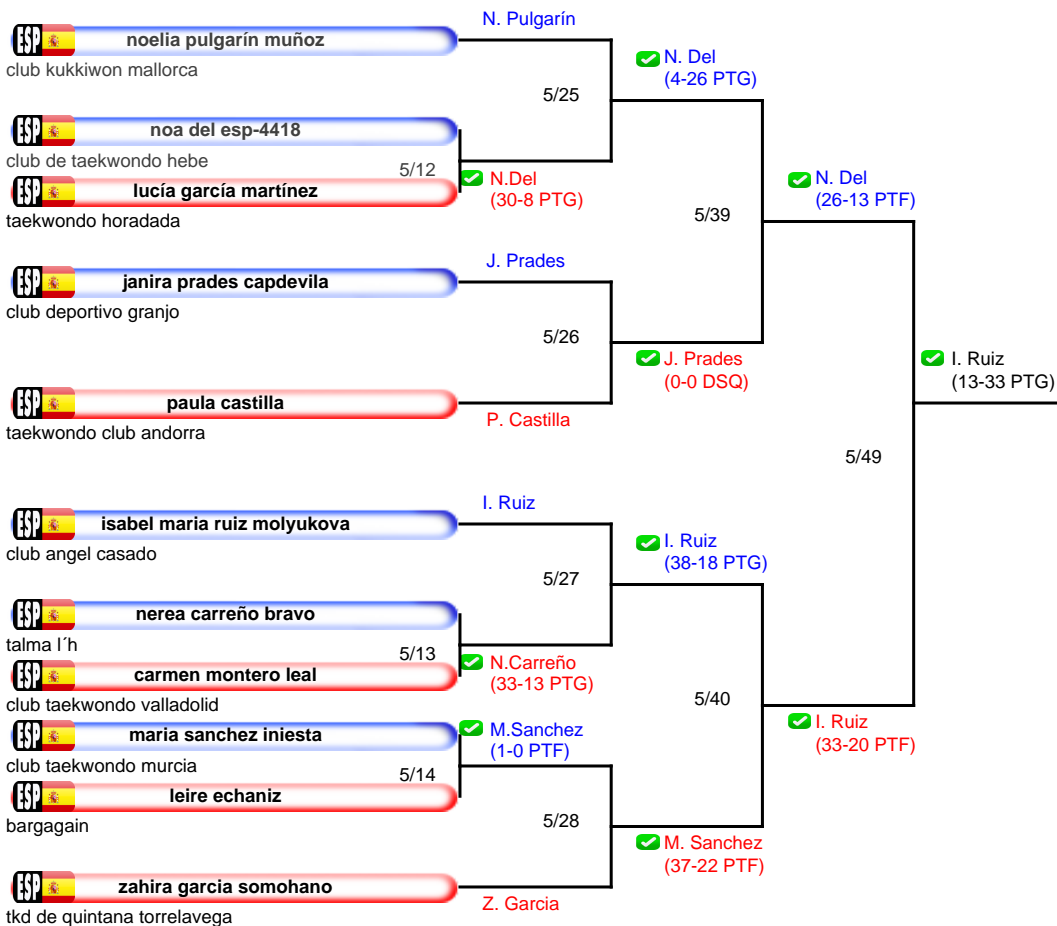 N. Pulgarín
ESP noelia pulgarín muñoz
club kukkiwon mallorca
N. Del
(4-26 PTG)
5/25
ESP noa del esp-4418
club de taekwondo hebe
5/12
ESP lucía garcía martínez
taekwondo horadada
N.Del
(30-8 PTG)
N. Del
(26-13 PTF)
5/39
J. Prades
ESP janira prades capdevila
club deportivo granjo
5/26
J. Prades
(0-0 DSQ)
I. Ruiz
(13-33 PTG)
ESP paula castilla
taekwondo club andorra
P. Castilla
5/49
I. Ruiz
ESP isabel maria ruiz molyukova
club angel casado
I. Ruiz
(38-18 PTG)
5/27
ESP nerea carreño bravo
talma l´h
5/13
ESP carmen montero leal
club taekwondo valladolid
N.Carreño
(33-13 PTG)
5/40
I. Ruiz
(33-20 PTF)
ESP maria sanchez iniesta
club taekwondo murcia
M.Sanchez
(1-0 PTF)
5/14
ESP leire echaniz
bargagain
5/28
M. Sanchez
(37-22 PTF)
ESP zahira garcia somohano
tkd de quintana torrelavega
Z. Garcia